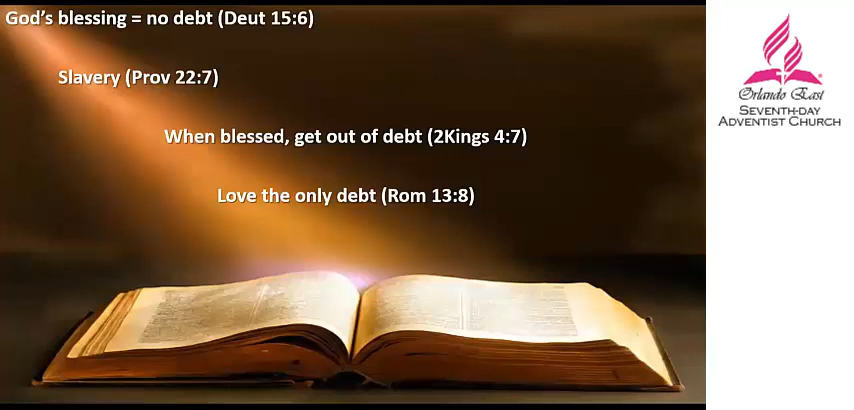 God's blessing = no debt (Deut 15:6)
Slavery (Prov 22:7)
When blessed, get out of debt (2Kings 4:7)
Love the only debt (Rom 13:8)
Orlando East
SEVENTH-DAY
ADVENTIST CHURCH